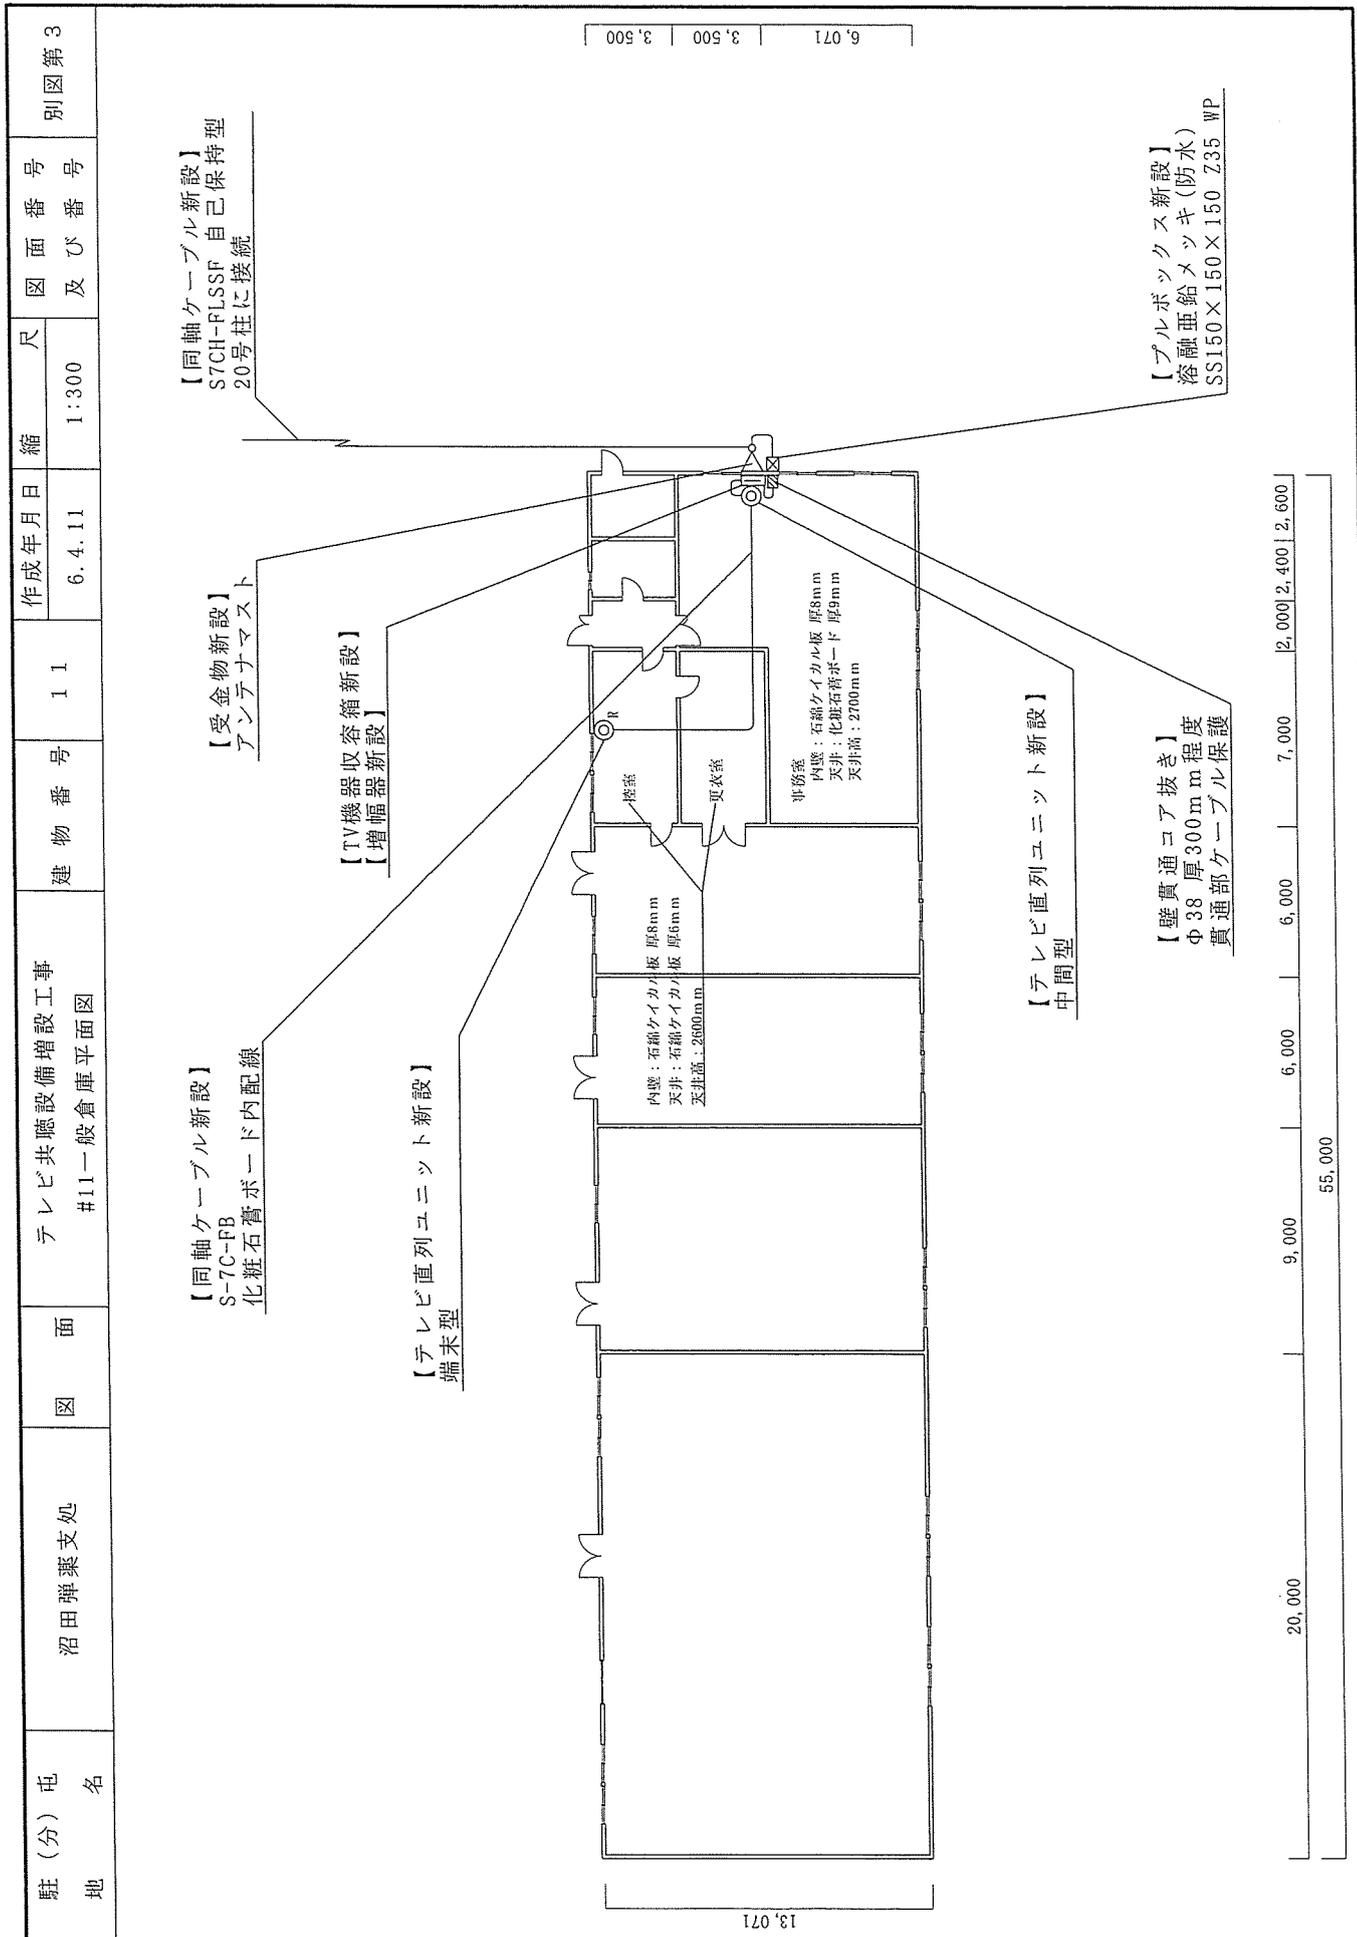 駐(分)屯
地名
沼田弾薬支処
図面
テレビ共聴設備増設工事
#11一般倉庫平面図
建物番号
11
作成年月日
6.4.11
縮尺
1:300
図面番号
及び番号
別図第3
【同軸ケーブル新設】
S-7C-FB
化粧石膏ボード内配線
【受金物新設】
アンテナマスト
【同軸ケーブル新設】
S7CH-FLSSF 自己保持型
20号柱に接続
【TV機器収容箱新設】
【増幅器新設】
【テレビ直列ユニット新設】
端末型
R
控室
更衣室
内壁:石綿ケイカル板 厚8mm
天井:石綿ケイカル板 厚6mm
天井高:2600mm
事務室
内壁:石綿ケイカル板 厚8mm
天井:化粧石膏ボード 厚9mm
天井高:2700mm
【テレビ直列ユニット新設】
中間型
【壁貫通コア抜き】
Φ38 厚300mm程度
貫通部ケーブル保護
【プルボックス新設】
溶融亜鉛メッキ(防水)
SS150×150×150 Z35 WP
13,071
3,500
3,500
6,071
20,000
9,000
6,000
6,000
7,000
2,000
2,400
2,600
55,000